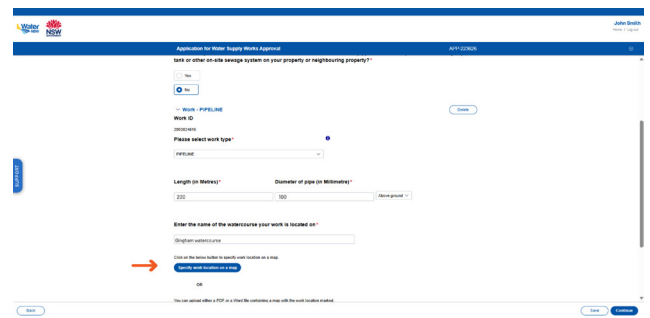 Water
NSW
NSW
John Smith
Home | Log out
Application for Water Supply Works Approval
APP-223626
tank or other on-site sewage system on your property or neighbouring property?*
Yes
No
Work - PIPELINE
Delete
Work ID
Please select work type*
PIPELINE
Length (in Metres)*
Diameter of pipe (in Millimetre)*
200
100
Above ground
Enter the name of the watercourse your work is located on*
Gingham watercourse
Click on the below button to specify work location on a map.
Specify work location on a map
OR
You can upload either a PDF or a Word file containing a map with the work location marked.
SUPPORT
Back
Save
Continue